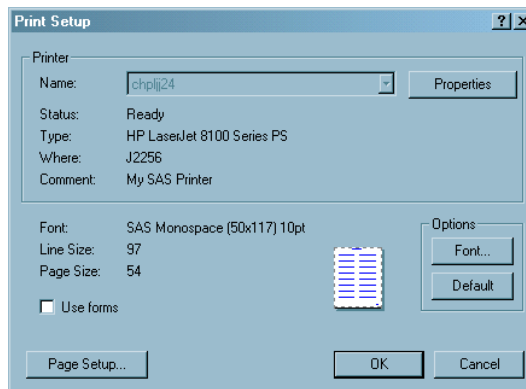 Print Setup
Printer
Name: chpljj24 Properties
Status: Ready
Type: HP LaserJet 8100 Series PS
Where: J2256
Comment: My SAS Printer
Font: SAS Monospace (50x117) 10pt
Line Size: 97
Page Size: 54
Use forms
Options
Font...
Default
Page Setup... OK Cancel